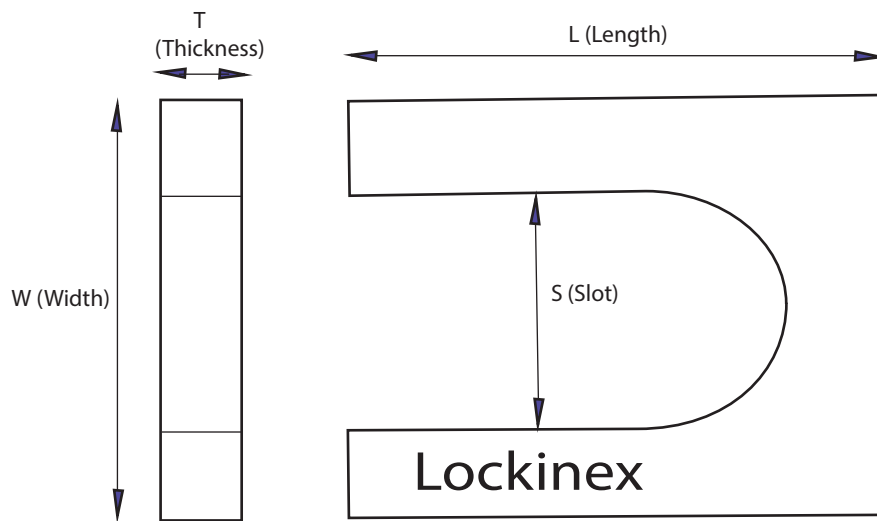 T
(Thickness)
L (Length)
W (Width)
S (Slot)
Lockinex